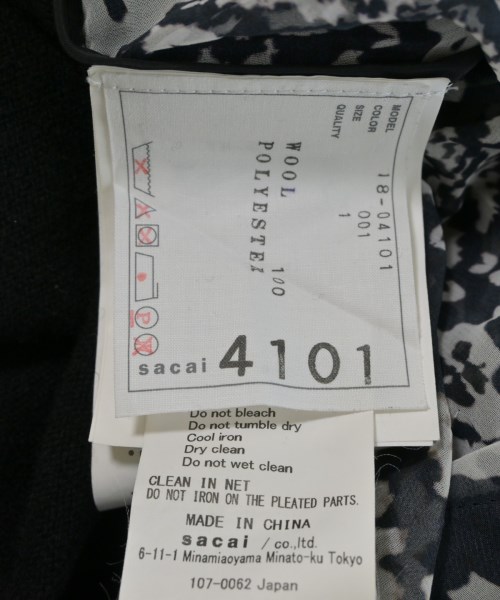 MODEL 18-04101
COLOR 001
SIZE 1
QUALITY
WOOL
POLYESTER 100
P
W
sacai 4101
Do not bleach
Do not tumble dry
Cool iron
Dry clean
Do not wet clean
CLEAN IN NET
DO NOT IRON ON THE PLEATED PARTS.
MADE IN CHINA
sacai / co.,ltd.
6-11-1 Minamiaoyama Minato-ku Tokyo
107-0062 Japan